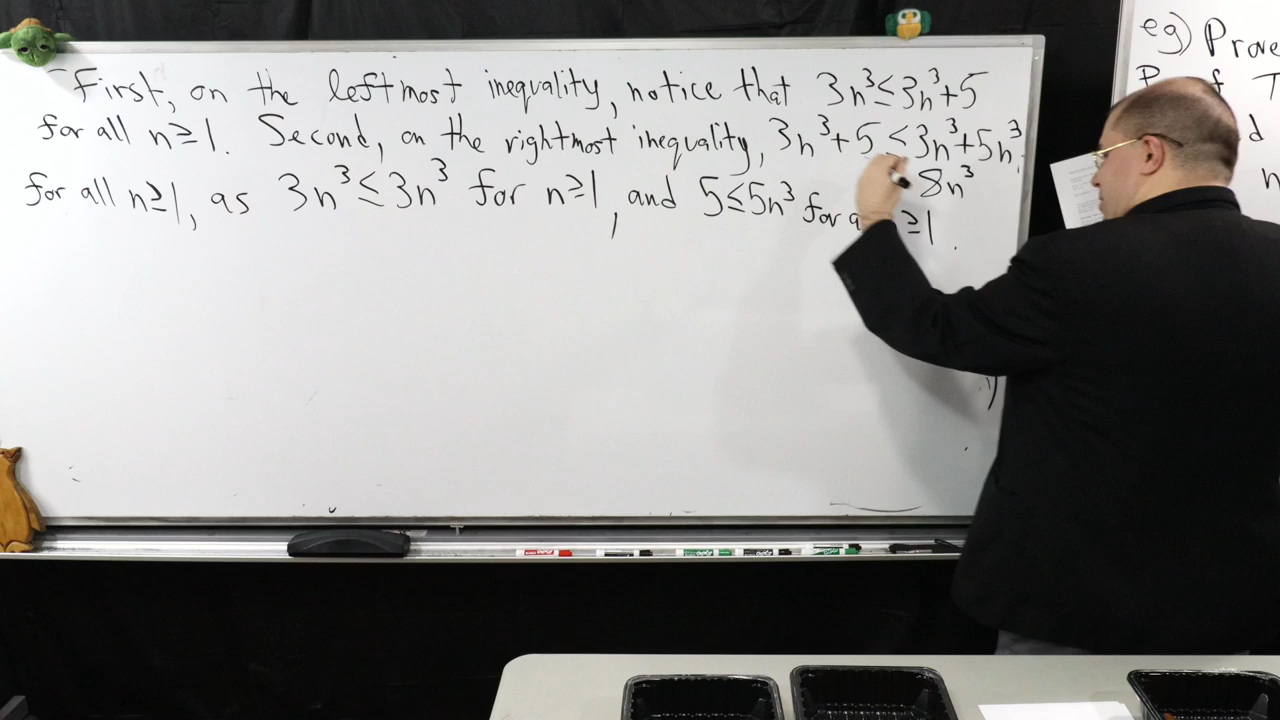 First, on the leftmost inequality, notice that 3n³≤3n³+5
for all n≥1. Second, on the rightmost inequality, 3n³+5≤3n³+5n³,
8n³
for all n≥1, as 3n³≤3n³ for n≥1, and 5≤5n³ for a ≥1.
eg) Prove